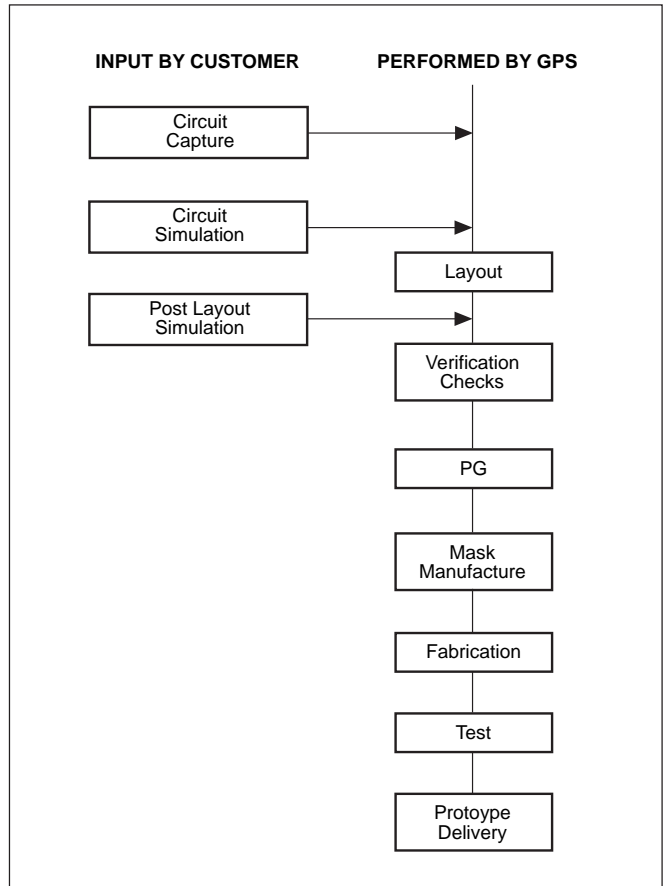 INPUT BY CUSTOMER
PERFORMED BY GPS
Circuit
Capture
Circuit
Simulation
Layout
Post Layout
Simulation
Verification
Checks
PG
Mask
Manufacture
Fabrication
Test
Protoype
Delivery